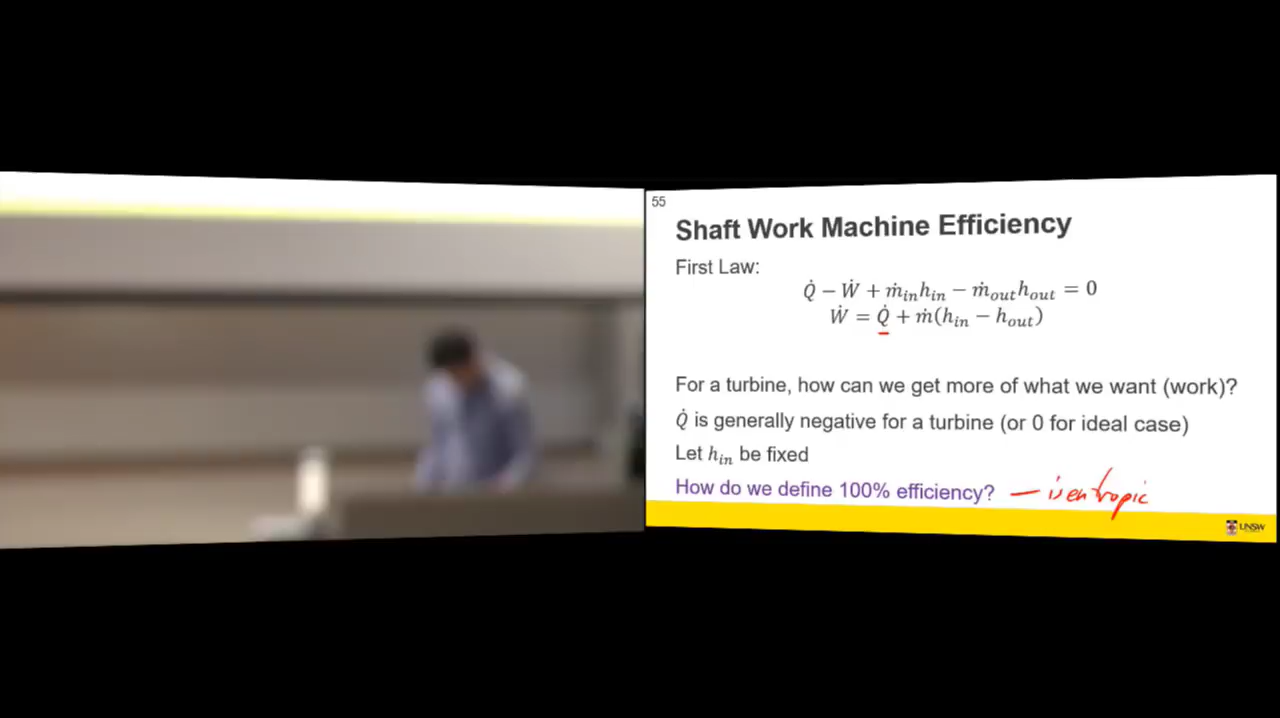 55
Shaft Work Machine Efficiency
First Law:
Q̇ − Ẇ + ṁ_in h_in − ṁ_out h_out = 0
Ẇ = Q̇ + ṁ(h_in − h_out)
For a turbine, how can we get more of what we want (work)?
Q̇ is generally negative for a turbine (or 0 for ideal case)
Let h_in be fixed
How do we define 100% efficiency? — isentropic
UNSW